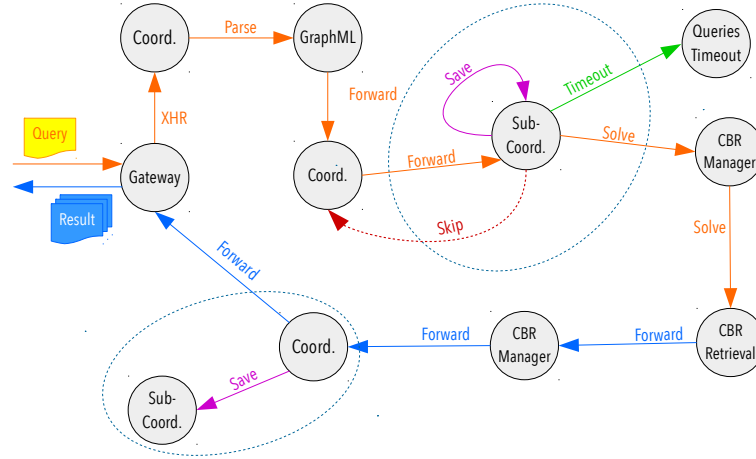 Coord.
Parse
GraphML
Queries
Timeout
Save
Timeout
Forward
XHR
Query
Sub-
Coord.
Solve
CBR
Manager
Gateway
Coord.
Forward
Result
Skip
Solve
Forward
Coord.
Forward
CBR
Manager
Forward
CBR
Retrieval
Save
Sub-
Coord.